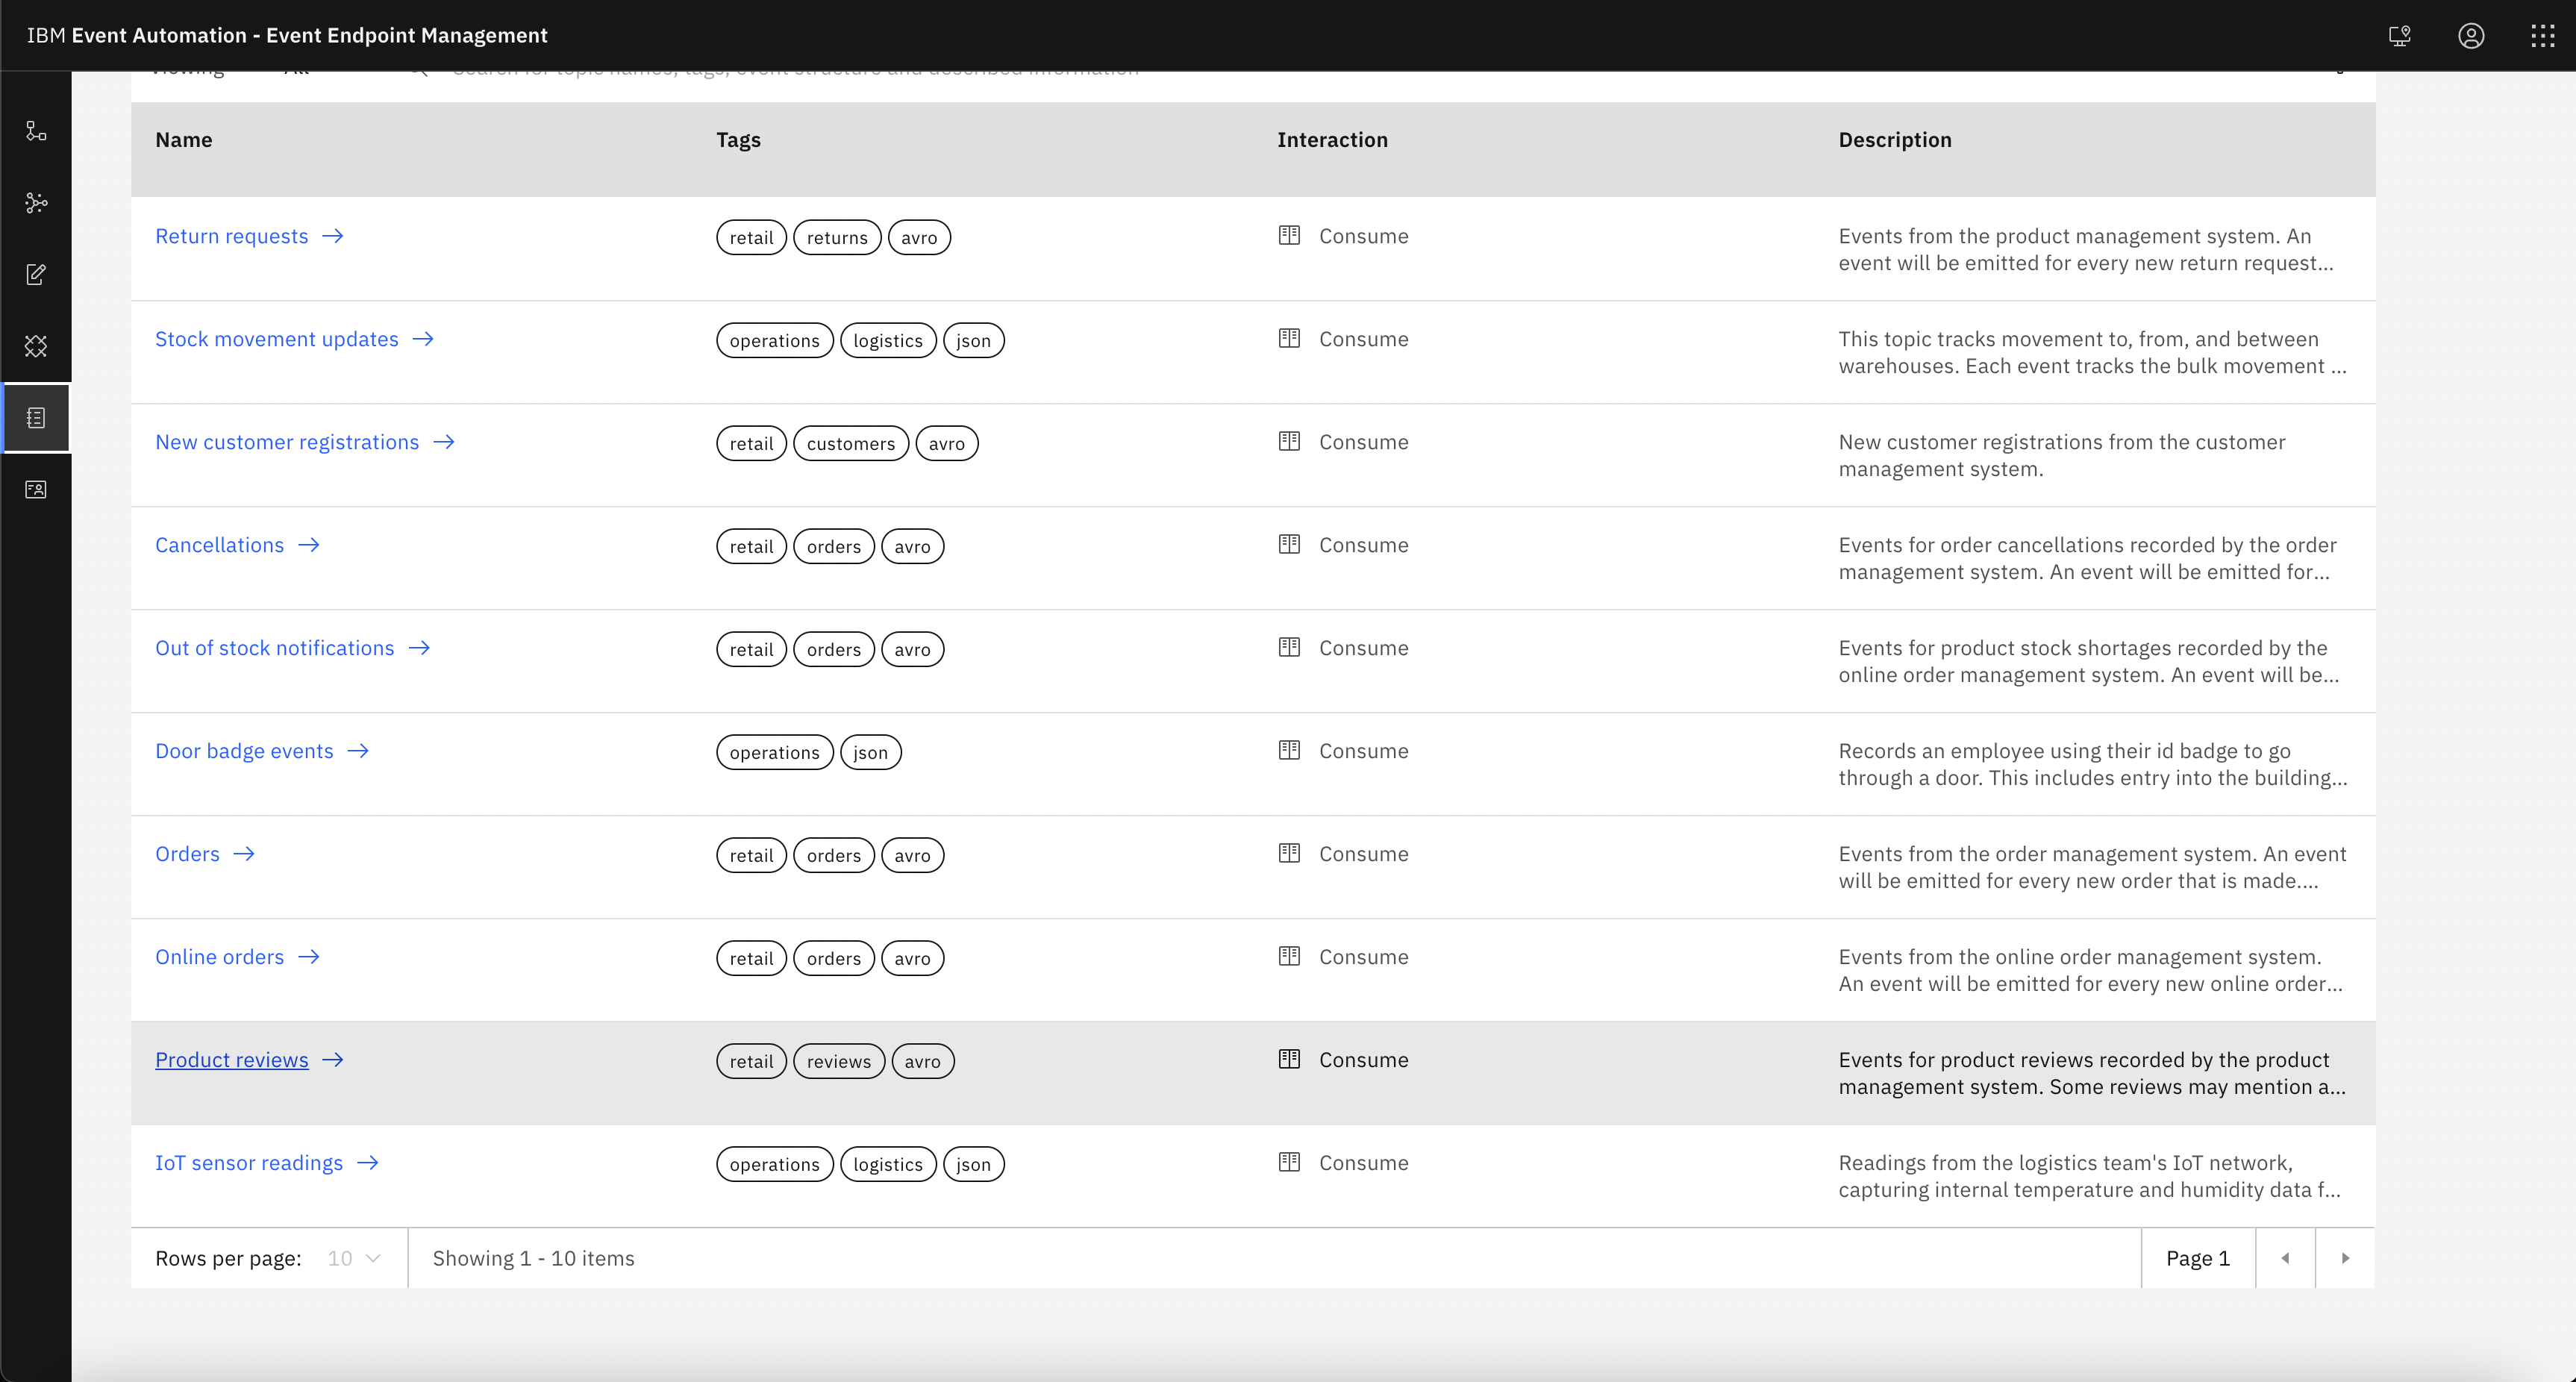 IBM Event Automation - Event Endpoint Management
Name Tags Interaction Description
Return requests → retail returns avro Consume Events from the product management system. An
event will be emitted for every new return request...
Stock movement updates → operations logistics json Consume This topic tracks movement to, from, and between
warehouses. Each event tracks the bulk movement ...
New customer registrations → retail customers avro Consume New customer registrations from the customer
management system.
Cancellations → retail orders avro Consume Events for order cancellations recorded by the order
management system. An event will be emitted for...
Out of stock notifications → retail orders avro Consume Events for product stock shortages recorded by the
online order management system. An event will be...
Door badge events → operations json Consume Records an employee using their id badge to go
through a door. This includes entry into the building...
Orders → retail orders avro Consume Events from the order management system. An event
will be emitted for every new order that is made....
Online orders → retail orders avro Consume Events from the online order management system.
An event will be emitted for every new online order...
Product reviews → retail reviews avro Consume Events for product reviews recorded by the product
management system. Some reviews may mention a...
IoT sensor readings → operations logistics json Consume Readings from the logistics team's IoT network,
capturing internal temperature and humidity data f...
Rows per page: 10 Showing 1 - 10 items Page 1